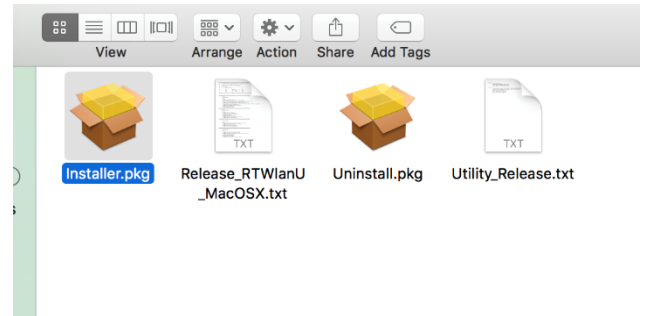 View
Arrange
Action
Share
Add Tags
TXT
TXT
Installer.pkg
Release_RTWlanU
_MacOSX.txt
Uninstall.pkg
Utility_Release.txt
s